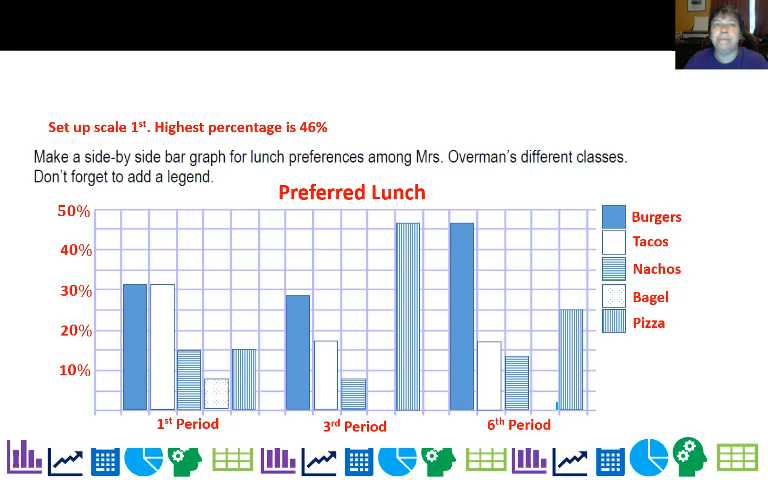 Set up scale 1st. Highest percentage is 46%
Make a side-by side bar graph for lunch preferences among Mrs. Overman's different classes.
Don't forget to add a legend.
Preferred Lunch
50%
40%
30%
20%
10%
Burgers
Tacos
Nachos
Bagel
Pizza
1st Period
3rd Period
6th Period